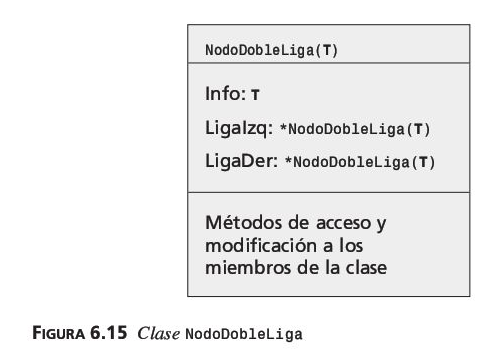 NodoDobleLiga(T)
Info: T
LigaIzq: *NodoDobleLiga(T)
LigaDer: *NodoDobleLiga(T)
Métodos de acceso y
modificación a los
miembros de la clase
FIGURA 6.15 Clase NodoDobleLiga